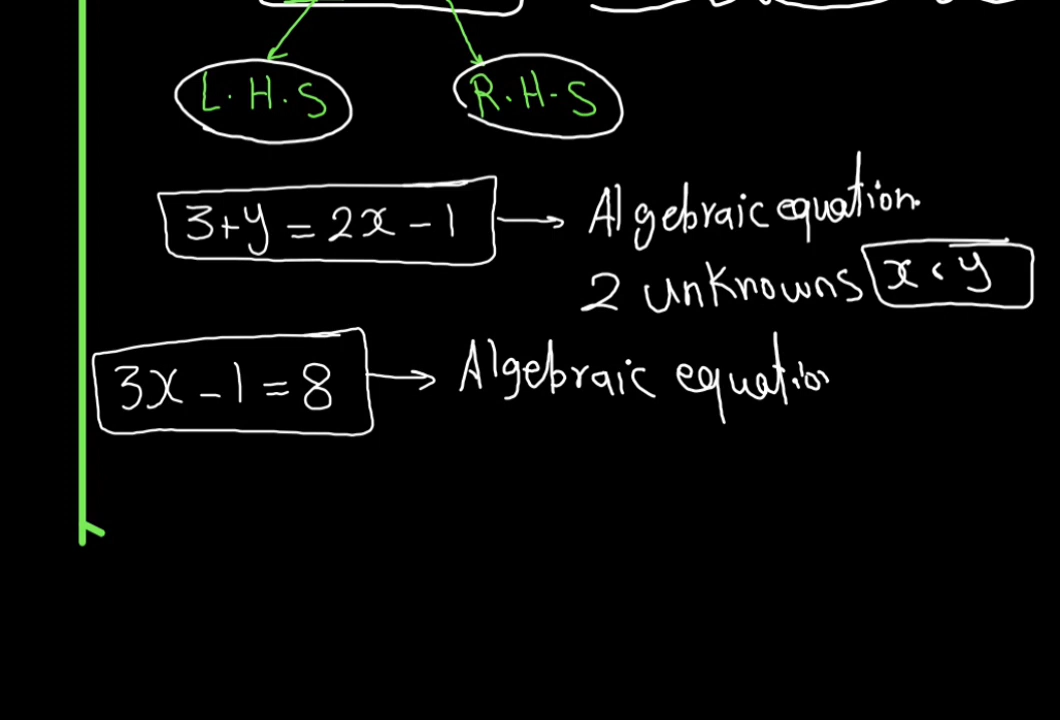 L.H.S R.H.S
3+y = 2x - 1 → Algebraic equation.
2 unknowns x , y
3x - 1 = 8 → Algebraic equation